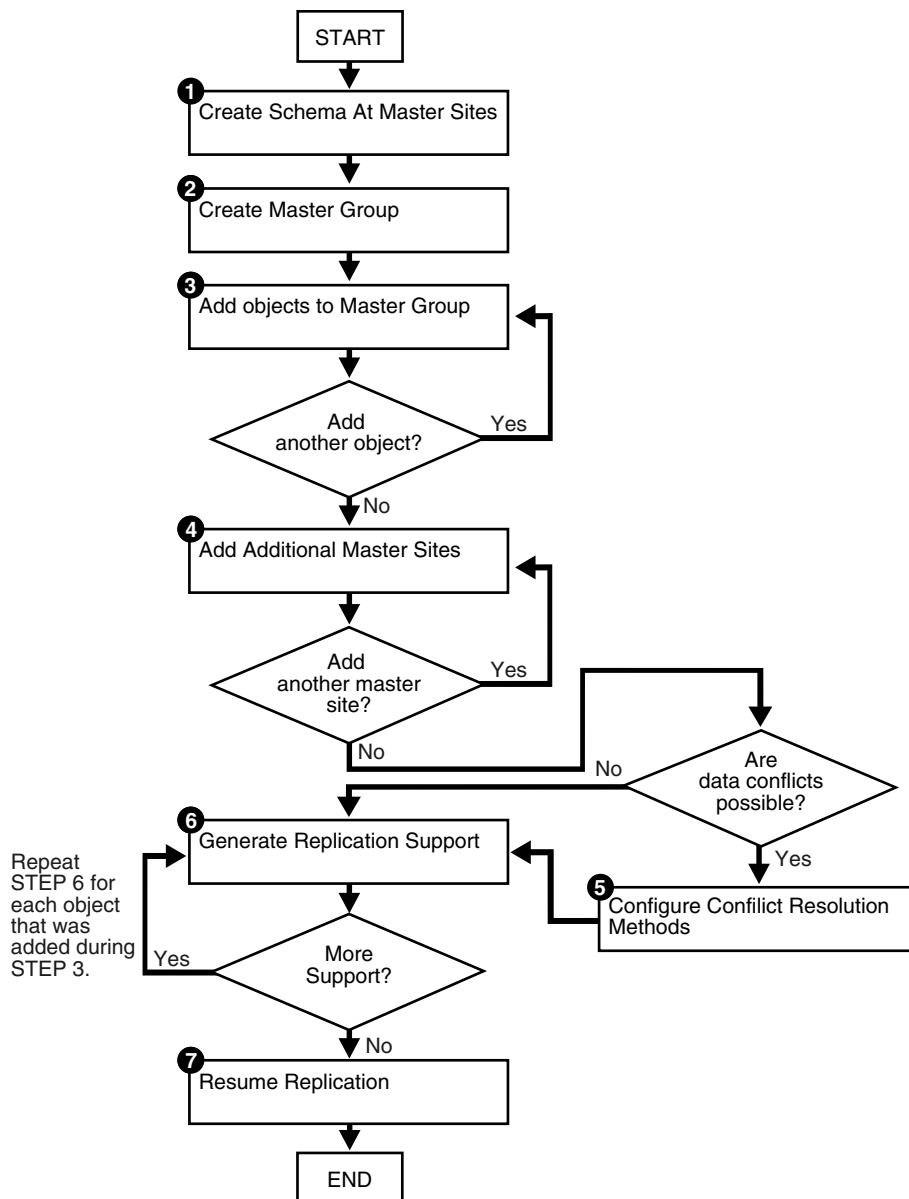 START
1
Create Schema At Master Sites
2
Create Master Group
3
Add objects to Master Group
Add
another object?
Yes
No
4
Add Additional Master Sites
Add
another master
site?
Yes
No
Are
data conflicts
possible?
No
Yes
5
Configure Confilict Resolution
Methods
6
Generate Replication Support
Repeat
STEP 6 for
each object
that was
added during
STEP 3.
Yes
More
Support?
No
7
Resume Replication
END